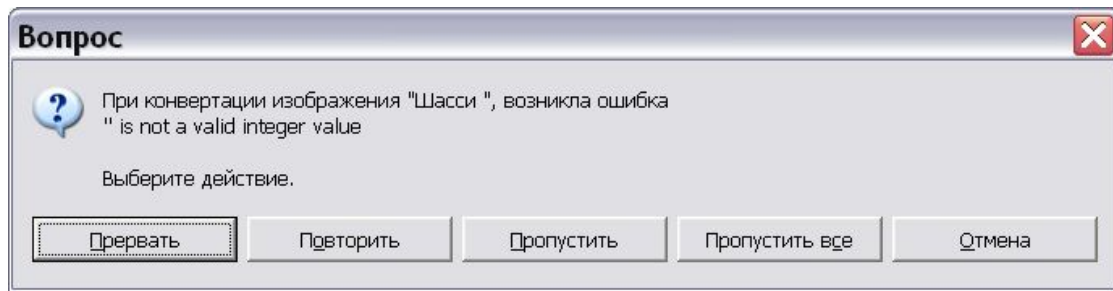 Вопрос
При конвертации изображения "Шасси ", возникла ошибка
'' is not a valid integer value
Выберите действие.
Прервать
Повторить
Пропустить
Пропустить все
Отмена